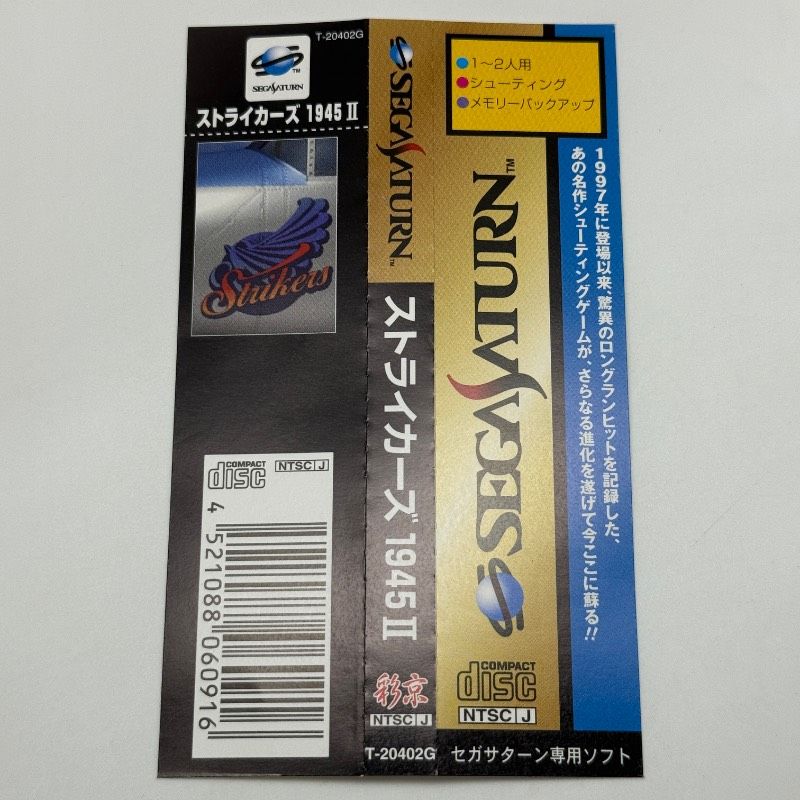 T-20402G
SEGASATURN
ストライカーズ 1945 II
Strikers
COMPACT
disc
NTSC J
4 521088 060916
SEGASATURN™
ストライカーズ 1945 II
彩京
NTSC J
T-20402G
1〜2人用
シューティング
メモリーバックアップ
SEGASATURN™
COMPACT
disc
NTSC J
1997年に登場以来、驚異のロングランヒットを記録した、
あの名作シューティングゲームが、さらなる進化を遂げて今ここに蘇る!!
セガサターン専用ソフト